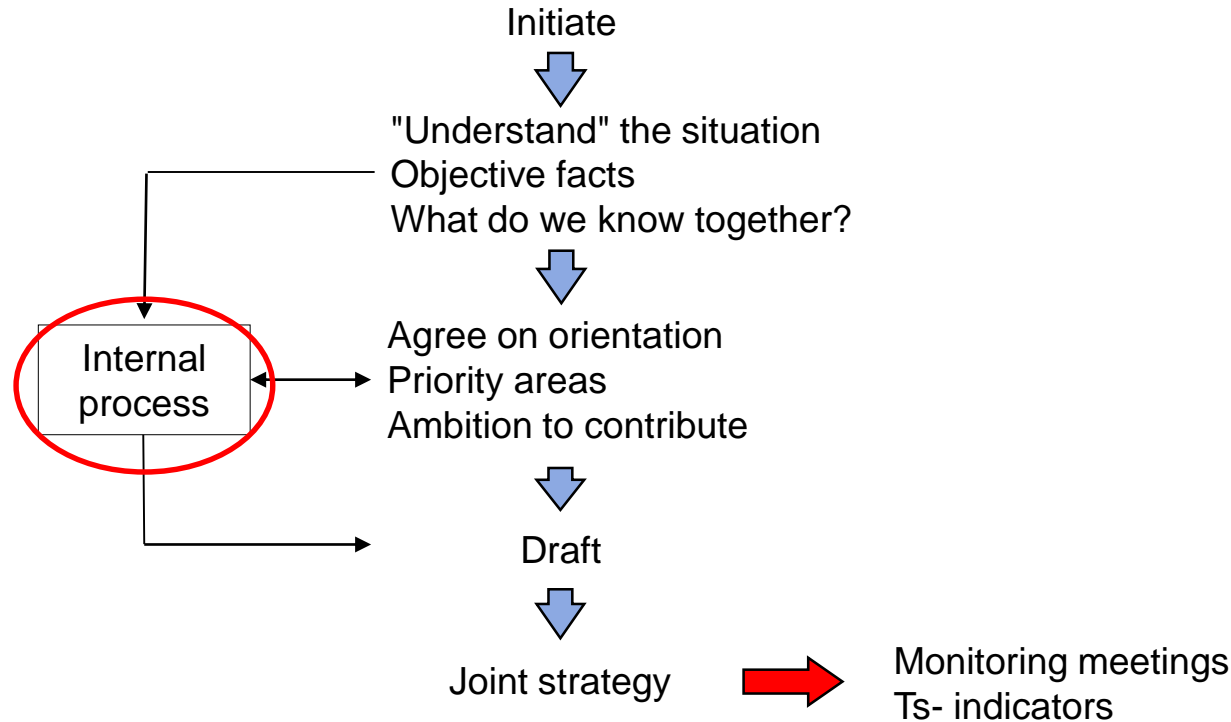 Initiate
"Understand" the situation
Objective facts
What do we know together?
Internal
process
Agree on orientation
Priority areas
Ambition to contribute
Draft
Joint strategy
Monitoring meetings
Ts- indicators